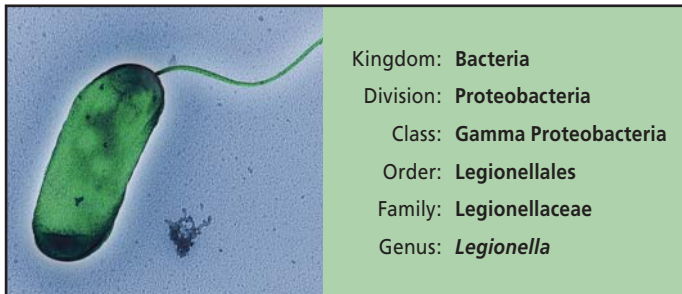 Kingdom: Bacteria
Division: Proteobacteria
Class: Gamma Proteobacteria
Order: Legionellales
Family: Legionellaceae
Genus: Legionella